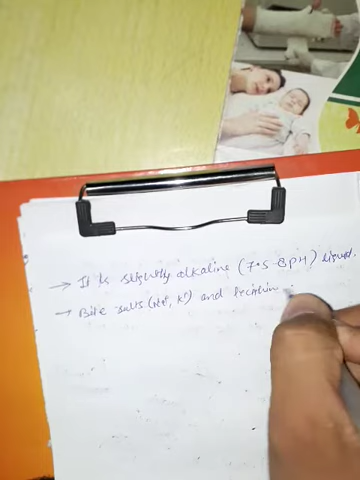 → It is slightly alkaline (7.5-8 PH) liquid.
→ Bile salts (Na⁺, K⁺) and lecithin